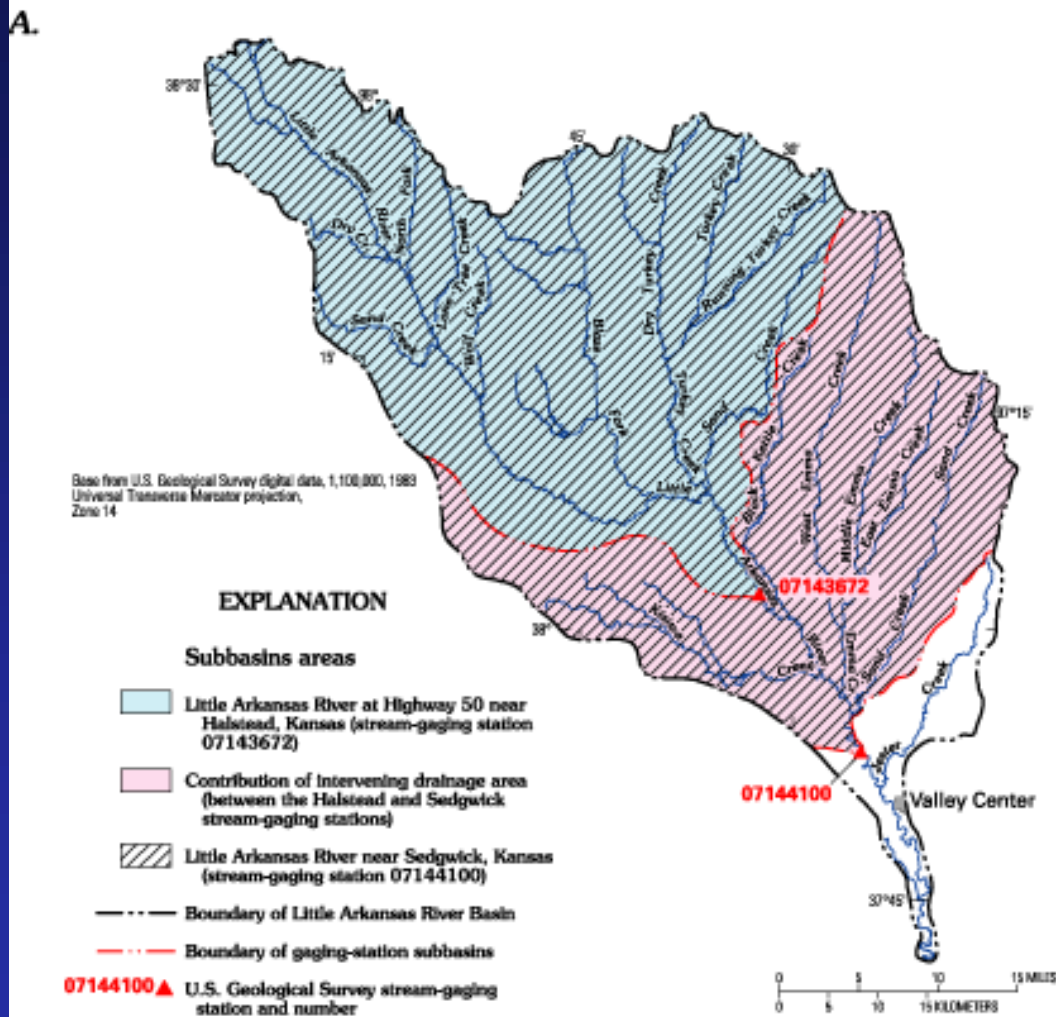 A.
38°30'
98°
45'
30'
Little Arkansas River
North Fork
Dry Cr.
Lone Tree Creek
Wolf Creek
Sand Creek
15'
Blaze Fork
Dry Turkey Creek
Turkey Creek
Running Turkey Creek
Sand Creek
Black Kettle Creek
West Emma Creek
Middle Emma Creek
East Emma Creek
Sand Creek
37°15'
Base from U.S. Geological Survey digital data, 1,100,000, 1983
Universal Transverse Mercator projection,
Zone 14
Little Arkansas River
07143672
38°
Kisiwa Creek
Emma Cr.
Sand Creek
Creek
07144100
Valley Center
37°45'
EXPLANATION
Subbasins areas
Little Arkansas River at Highway 50 near
Halstead, Kansas (stream-gaging station
07143672)
Contribution of intervening drainage area
(between the Halstead and Sedgwick
stream-gaging stations)
Little Arkansas River near Sedgwick, Kansas
(stream-gaging station 07144100)
Boundary of Little Arkansas River Basin
Boundary of gaging-station subbasins
07144100 U.S. Geological Survey stream-gaging
station and number
0 5 10 15 MILES
0 5 10 15 KILOMETERS